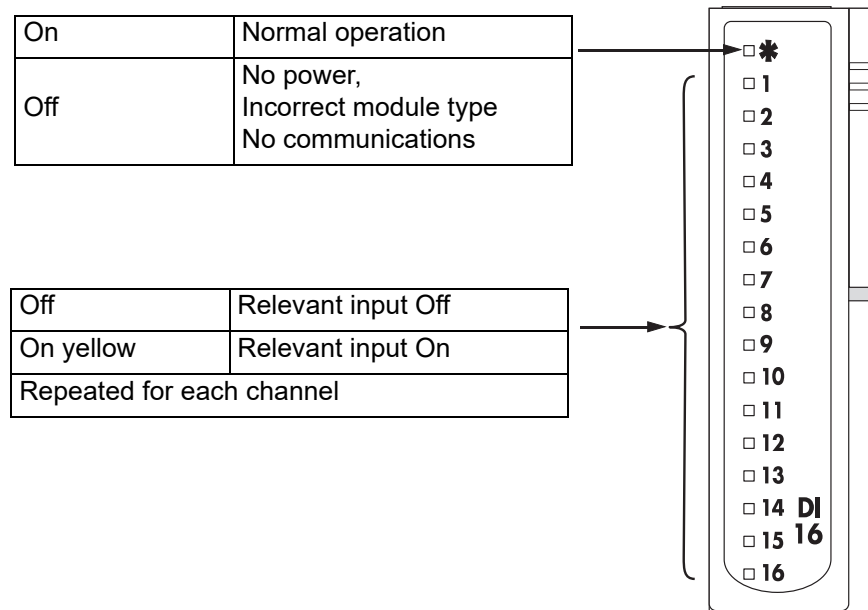 On Normal operation
Off No power,
Incorrect module type
No communications
Off Relevant input Off
On yellow Relevant input On
Repeated for each channel
✱
1
2
3
4
5
6
7
8
9
10
11
12
13
14 DI
15 16
16